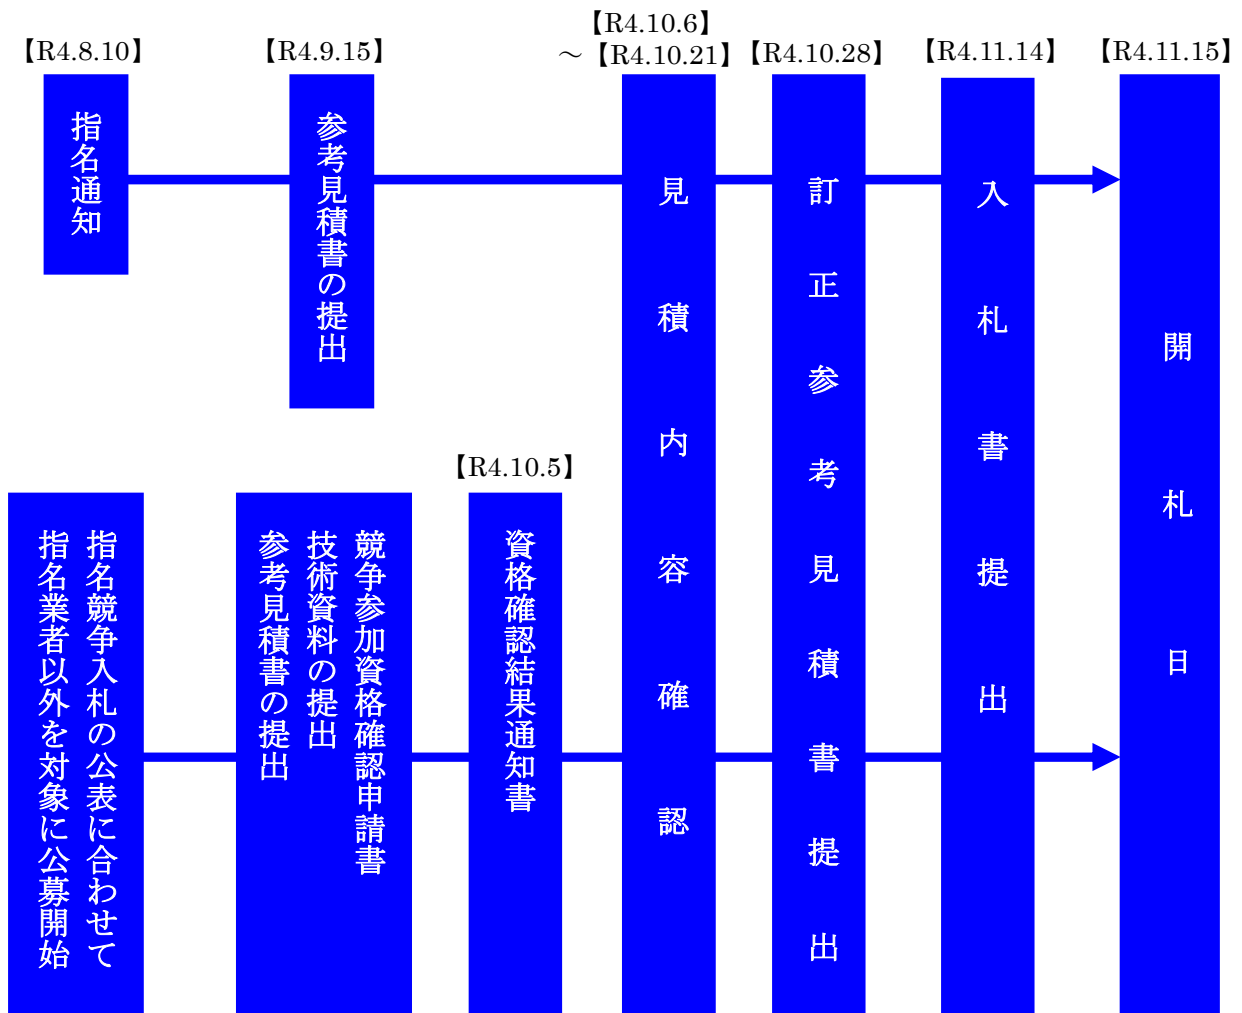 【R4.8.10】
指名通知
【R4.9.15】
参考見積書の提出
【R4.10.6】
～【R4.10.21】
見積内容確認
【R4.10.28】
訂正参考見積書提出
【R4.11.14】
入札書提出
【R4.11.15】
開札日
指名競争入札の公表に合わせて
指名業者以外を対象に公募開始
競争参加資格確認申請書
技術資料の提出
参考見積書の提出
【R4.10.5】
資格確認結果通知書